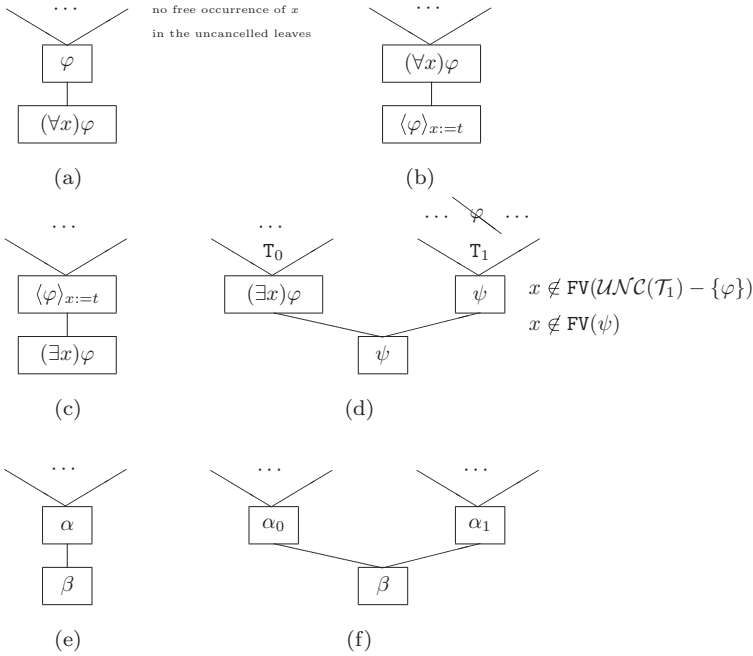 ... no free occurrence of x ...
in the uncancelled leaves
φ (∀x)φ
(∀x)φ ⟨φ⟩x:=t
(a) (b)
... φ ...
... ...
T₀ T₁
⟨φ⟩x:=t (∃x)φ ψ x ∉ FV(UNC(T₁) − {φ})
x ∉ FV(ψ)
(∃x)φ ψ
(c) (d)
... ... ...
α α₀ α₁
β β
(e) (f)